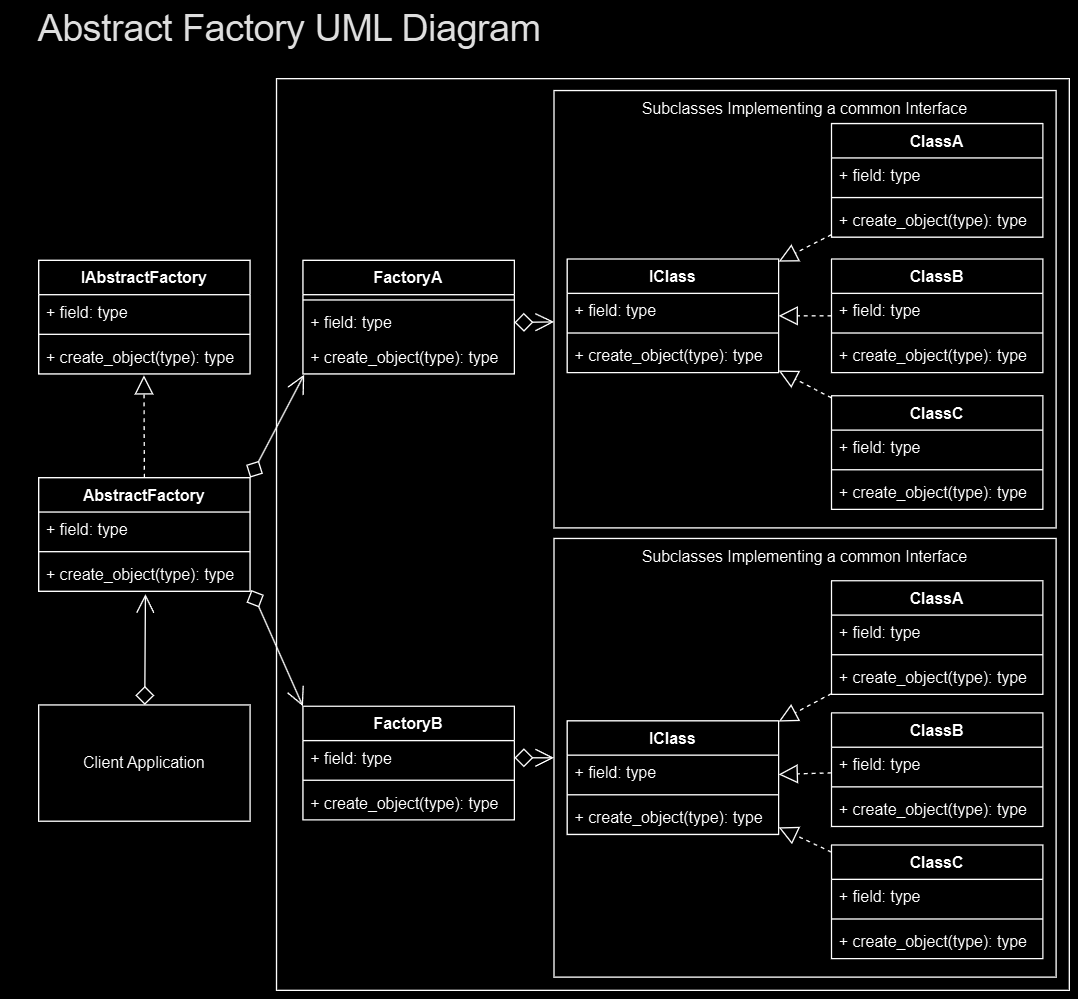 Abstract Factory UML Diagram
IAbstractFactory
+ field: type
+ create_object(type): type
AbstractFactory
+ field: type
+ create_object(type): type
Client Application
FactoryA
+ field: type
+ create_object(type): type
Subclasses Implementing a common Interface
IClass
+ field: type
+ create_object(type): type
ClassA
+ field: type
+ create_object(type): type
ClassB
+ field: type
+ create_object(type): type
ClassC
+ field: type
+ create_object(type): type
FactoryB
+ field: type
+ create_object(type): type
Subclasses Implementing a common Interface
IClass
+ field: type
+ create_object(type): type
ClassA
+ field: type
+ create_object(type): type
ClassB
+ field: type
+ create_object(type): type
ClassC
+ field: type
+ create_object(type): type